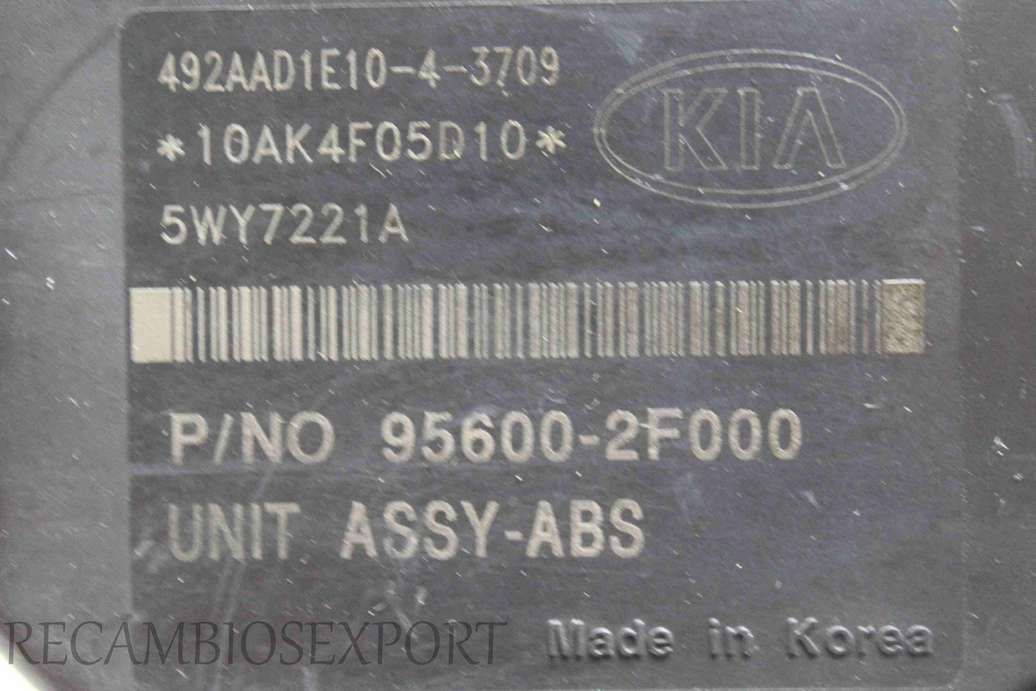 492AAD1E10-4-3709
KIA
*10AK4F05D10*
5WY7221A
P/NO 95600-2F000
UNIT ASSY-ABS
Made in Korea
RECAMBIOSEXPORT